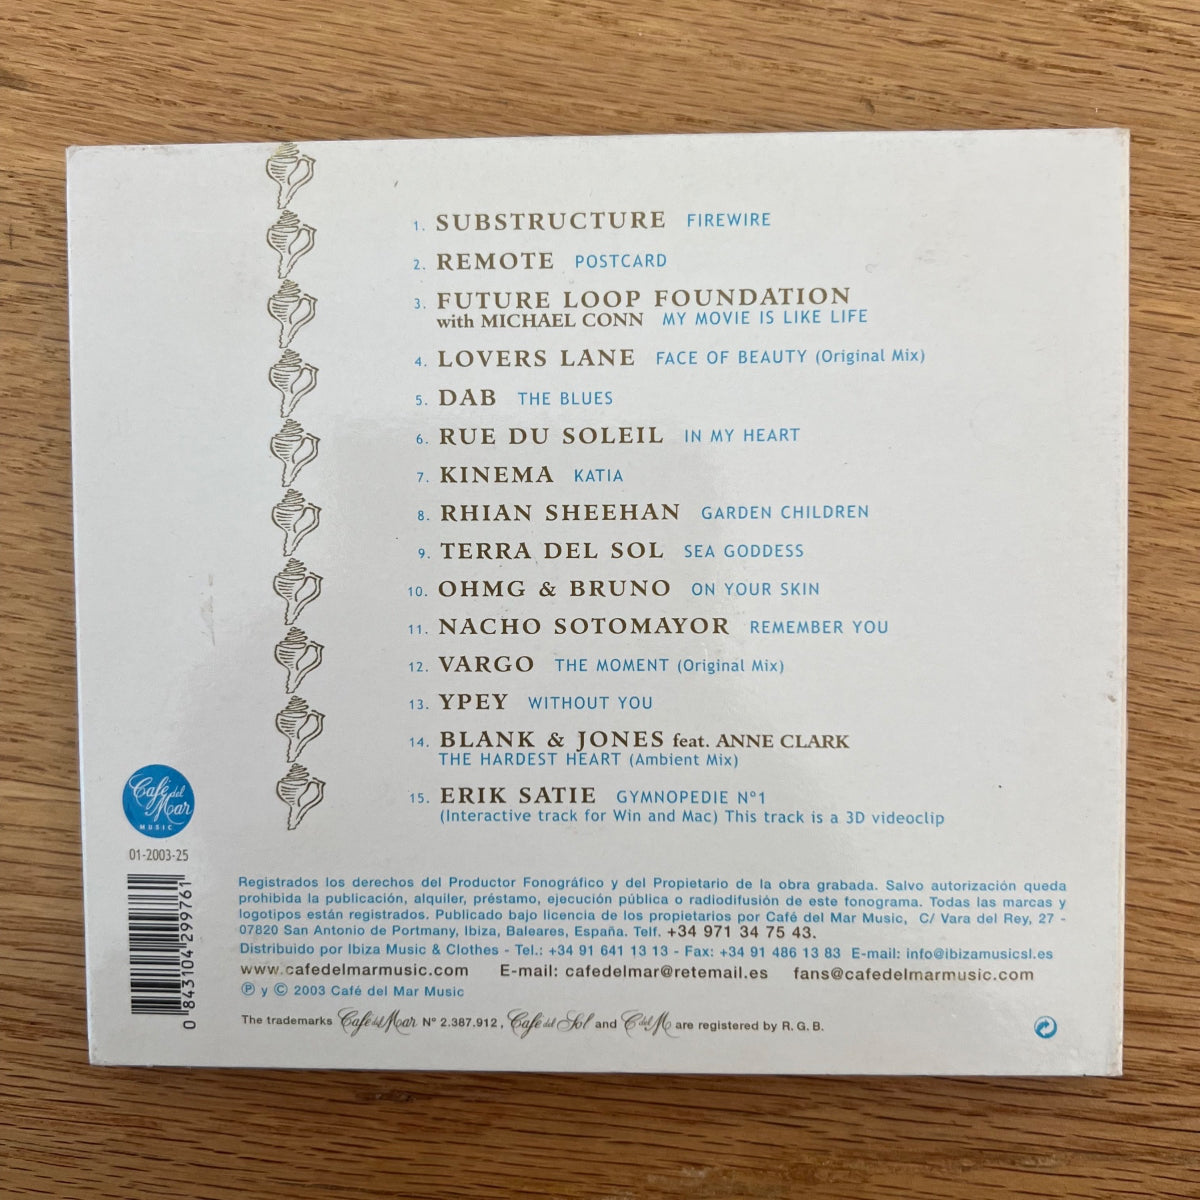 1. SUBSTRUCTURE FIREWIRE
2. REMOTE POSTCARD
3. FUTURE LOOP FOUNDATION
with MICHAEL CONN MY MOVIE IS LIKE LIFE
4. LOVERS LANE FACE OF BEAUTY (Original Mix)
5. DAB THE BLUES
6. RUE DU SOLEIL IN MY HEART
7. KINEMA KATIA
8. RHIAN SHEEHAN GARDEN CHILDREN
9. TERRA DEL SOL SEA GODDESS
10. OHMG & BRUNO ON YOUR SKIN
11. NACHO SOTOMAYOR REMEMBER YOU
12. VARGO THE MOMENT (Original Mix)
13. YPEY WITHOUT YOU
14. BLANK & JONES feat. ANNE CLARK
THE HARDEST HEART (Ambient Mix)
15. ERIK SATIE GYMNOPEDIE Nº1
(Interactive track for Win and Mac) This track is a 3D videoclip
Café del
Mar
MUSIC
01-2003-25
0 843104 299761
Registrados los derechos del Productor Fonográfico y del Propietario de la obra grabada. Salvo autorización queda
prohibida la publicación, alquiler, préstamo, ejecución pública o radiodifusión de este fonograma. Todas las marcas y
logotipos están registrados. Publicado bajo licencia de los propietarios por Café del Mar Music, C/ Vara del Rey, 27 -
07820 San Antonio de Portmany, Ibiza, Baleares, España. Telf. +34 971 34 75 43.
Distribuido por Ibiza Music & Clothes - Tel.: +34 91 641 13 13 - Fax: +34 91 486 13 83 E-mail: info@ibizamusicsl.es
www.cafedelmarmusic.com E-mail: cafedelmar@retemail.es fans@cafedelmarmusic.com
℗ y © 2003 Café del Mar Music
The trademarks Café del Mar Nº 2.387.912, Café del Sol and C del M are registered by R. G. B.